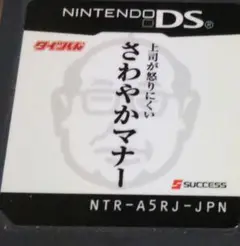 NINTENDO DS
ダイソん
上司が怒りにくい
さわやかマナー
SUCCESS
NTR-A5RJ-JPN